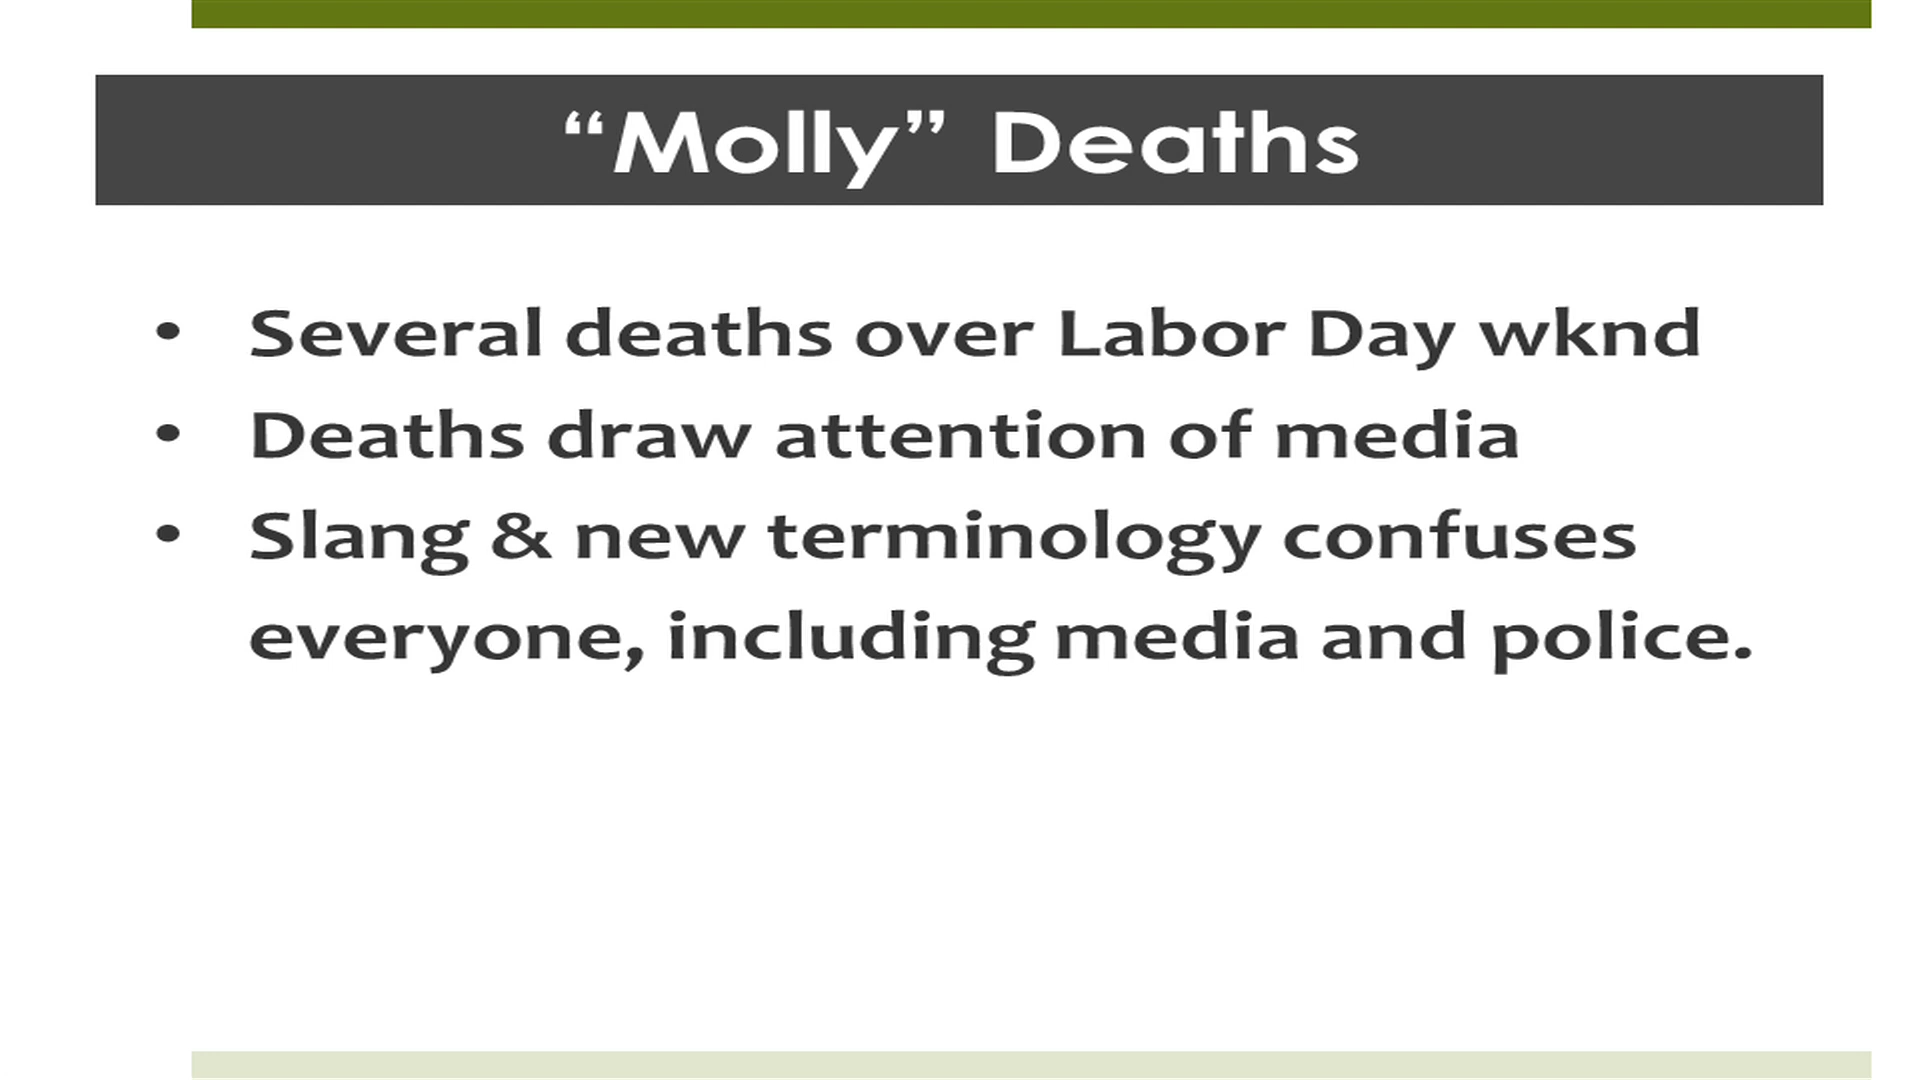 “Molly” Deaths
• Several deaths over Labor Day wknd
• Deaths draw attention of media
• Slang & new terminology confuses
everyone, including media and police.